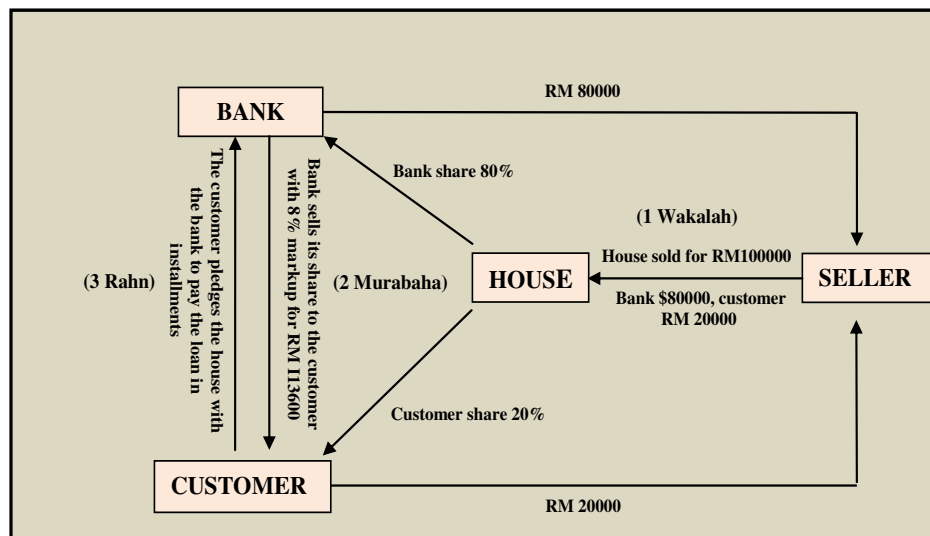 RM 80000
BANK
Bank share 80%
(1 Wakalah)
House sold for RM100000
HOUSE
SELLER
Bank $80000, customer
RM 20000
(3 Rahn)
The customer pledges the house with
the bank to pay the loan in
installments
Bank sells its share to the customer
with 8% markup for RM I13600
(2 Murabaha)
Customer share 20%
CUSTOMER
RM 20000